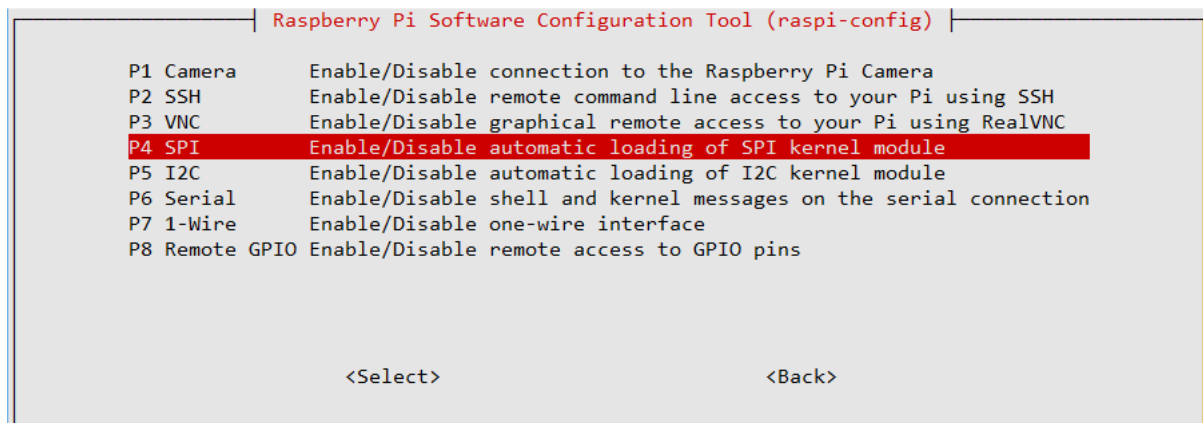 Raspberry Pi Software Configuration Tool (raspi-config)
P1 Camera Enable/Disable connection to the Raspberry Pi Camera
P2 SSH Enable/Disable remote command line access to your Pi using SSH
P3 VNC Enable/Disable graphical remote access to your Pi using RealVNC
P4 SPI Enable/Disable automatic loading of SPI kernel module
P5 I2C Enable/Disable automatic loading of I2C kernel module
P6 Serial Enable/Disable shell and kernel messages on the serial connection
P7 1-Wire Enable/Disable one-wire interface
P8 Remote GPIO Enable/Disable remote access to GPIO pins
<Select> <Back>